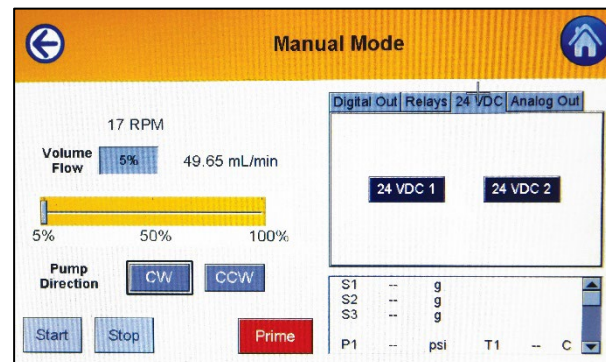 Manual Mode
17 RPM
Volume Flow 5% 49.65 mL/min
5% 50% 100%
Pump Direction CW CCW
Start Stop Prime
Digital Out Relays 24 VDC Analog Out
24 VDC 1 24 VDC 2
S1 -- g
S2 -- g
S3 -- g
P1 -- psi T1 -- C